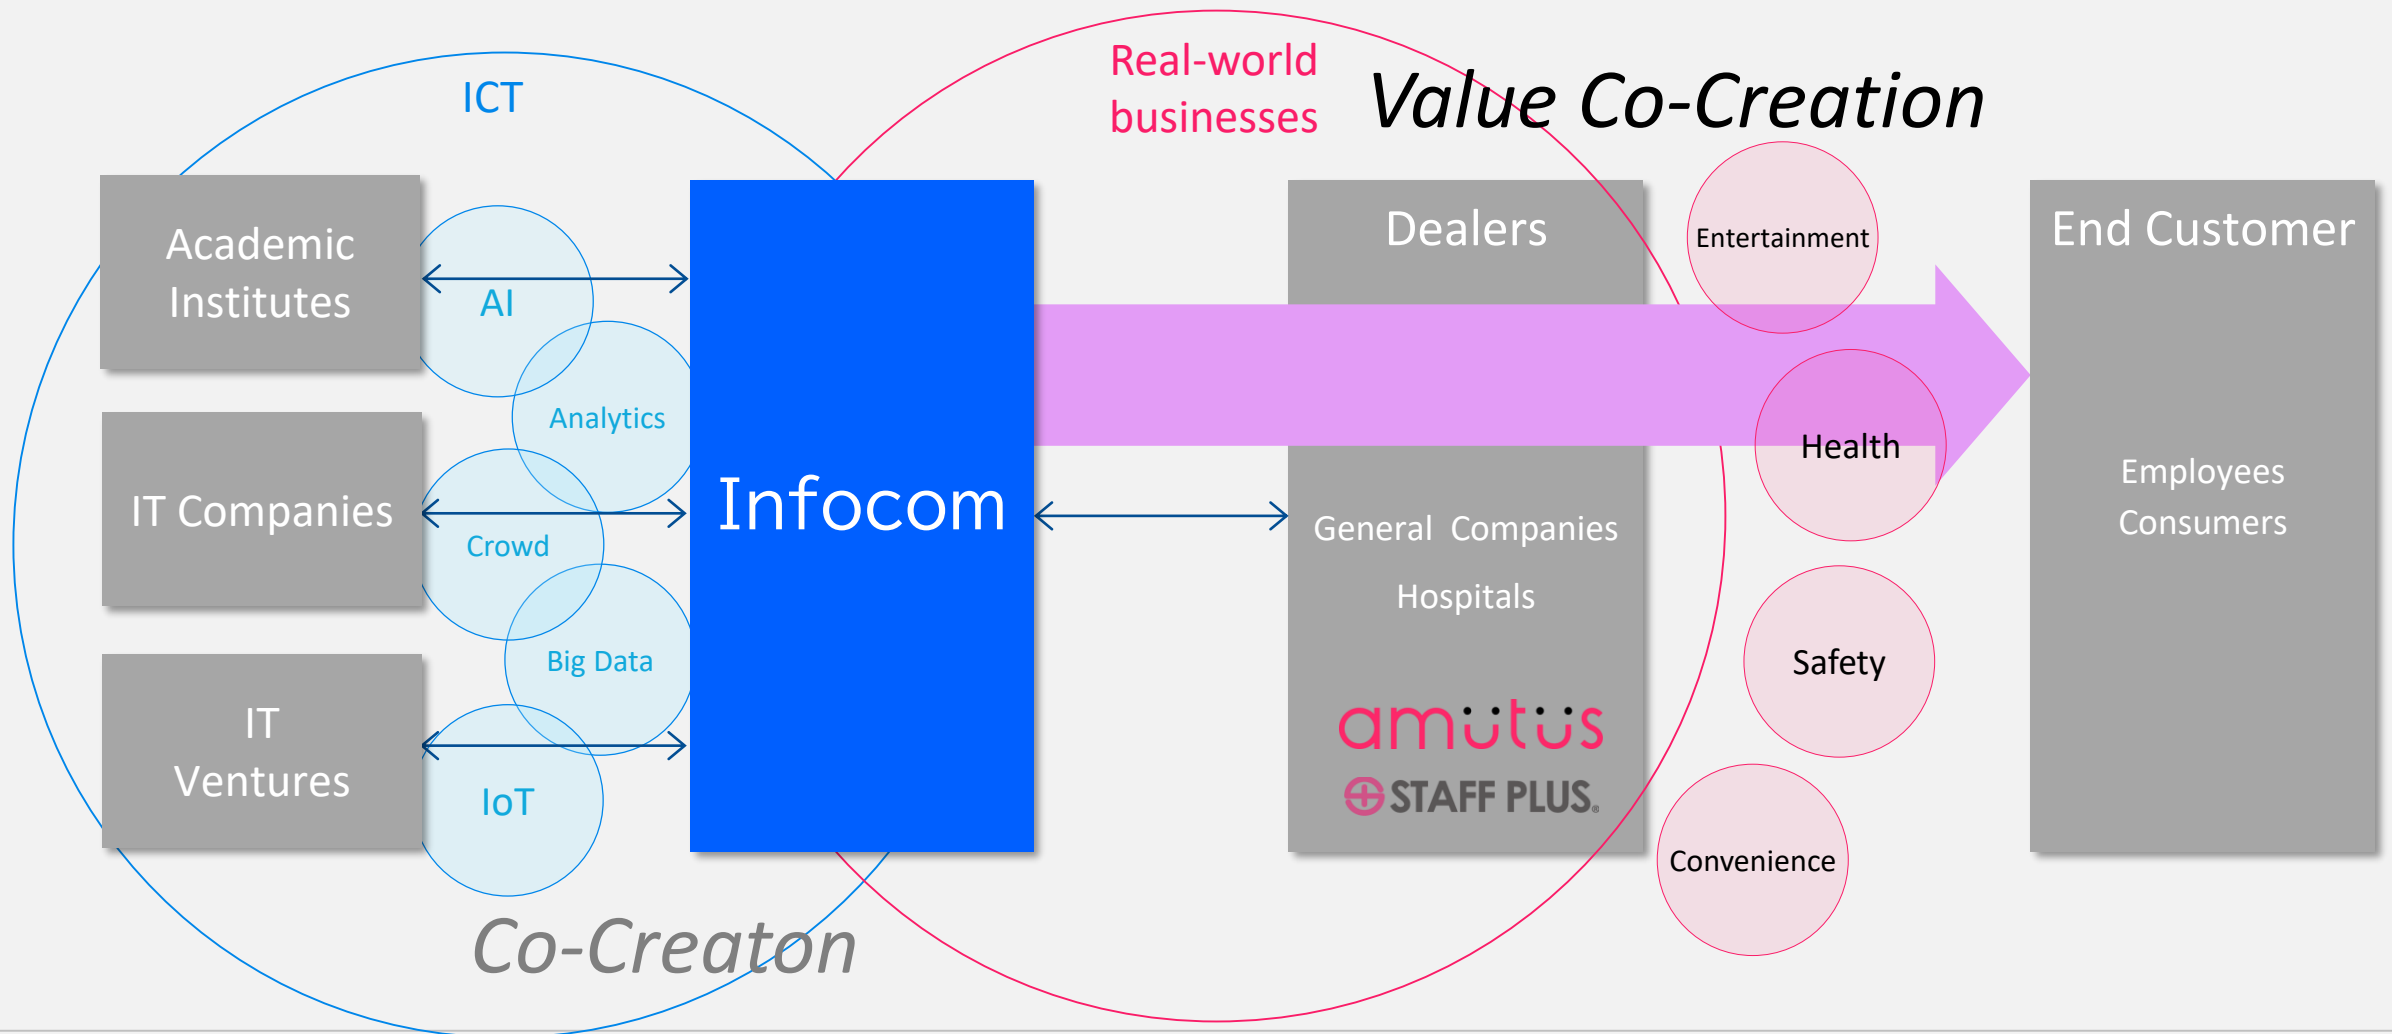 ICT
Real-world
businesses
Value Co-Creation
Academic
Institutes
AI
Analytics
IT Companies
Crowd
Big Data
IT
Ventures
IoT
Co-Creaton
Infocom
Dealers
General Companies
Hospitals
amütüs
STAFF PLUS®
Entertainment
Health
Safety
Convenience
End Customer
Employees
Consumers